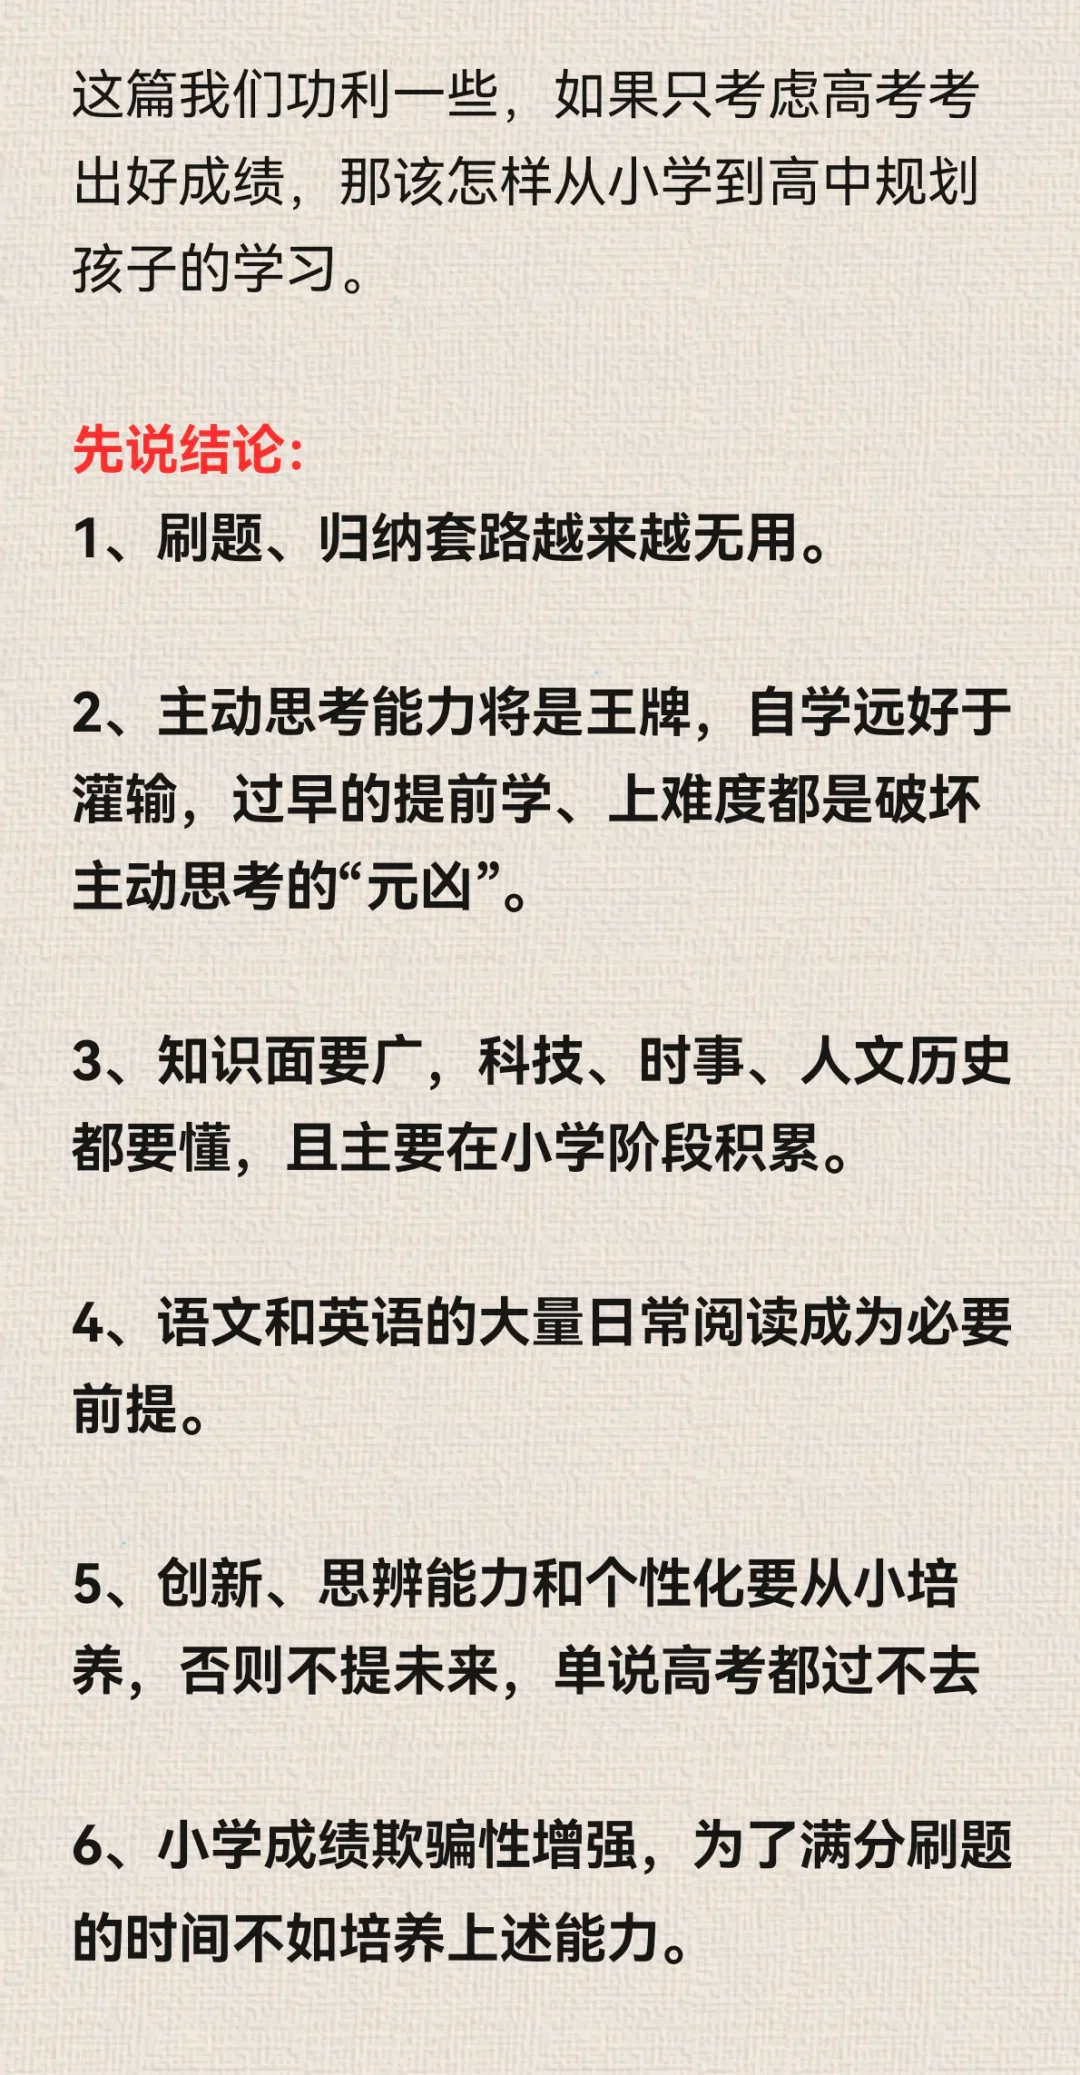 这篇我们功利一些，如果只考虑高考考
出好成绩，那该怎样从小学到高中规划
孩子的学习。
先说结论：
1、刷题、归纳套路越来越无用。
2、主动思考能力将是王牌，自学远好于
灌输，过早的提前学、上难度都是破坏
主动思考的“元凶”。
3、知识面要广，科技、时事、人文历史
都要懂，且主要在小学阶段积累。
4、语文和英语的大量日常阅读成为必要
前提。
5、创新、思辨能力和个性化要从小培
养，否则不提未来，单说高考都过不去
6、小学成绩欺骗性增强，为了满分刷题
的时间不如培养上述能力。